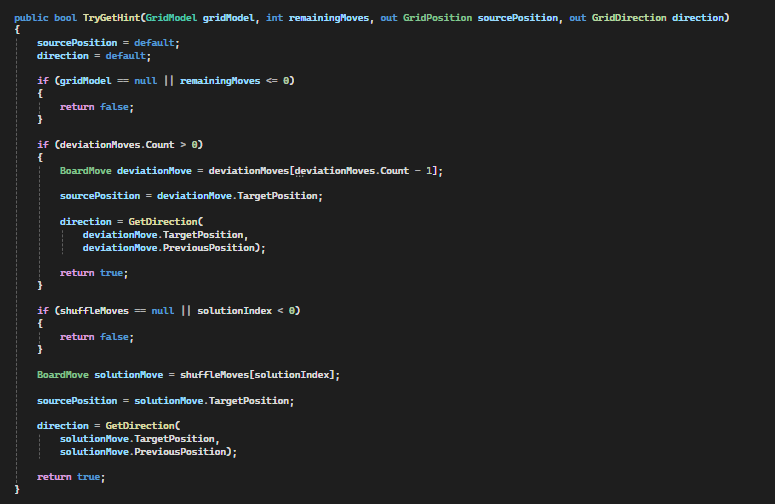 public bool TryGetHint(GridModel gridModel, int remainingMoves, out GridPosition sourcePosition, out GridDirection direction)
{
    sourcePosition = default;
    direction = default;

    if (gridModel == null || remainingMoves <= 0)
    {
        return false;
    }

    if (deviationMoves.Count > 0)
    {
        BoardMove deviationMove = deviationMoves[deviationMoves.Count - 1];

        sourcePosition = deviationMove.TargetPosition;

        direction = GetDirection(
            deviationMove.TargetPosition,
            deviationMove.PreviousPosition);

        return true;
    }

    if (shuffleMoves == null || solutionIndex < 0)
    {
        return false;
    }

    BoardMove solutionMove = shuffleMoves[solutionIndex];

    sourcePosition = solutionMove.TargetPosition;

    direction = GetDirection(
        solutionMove.TargetPosition,
        solutionMove.PreviousPosition);

    return true;
}